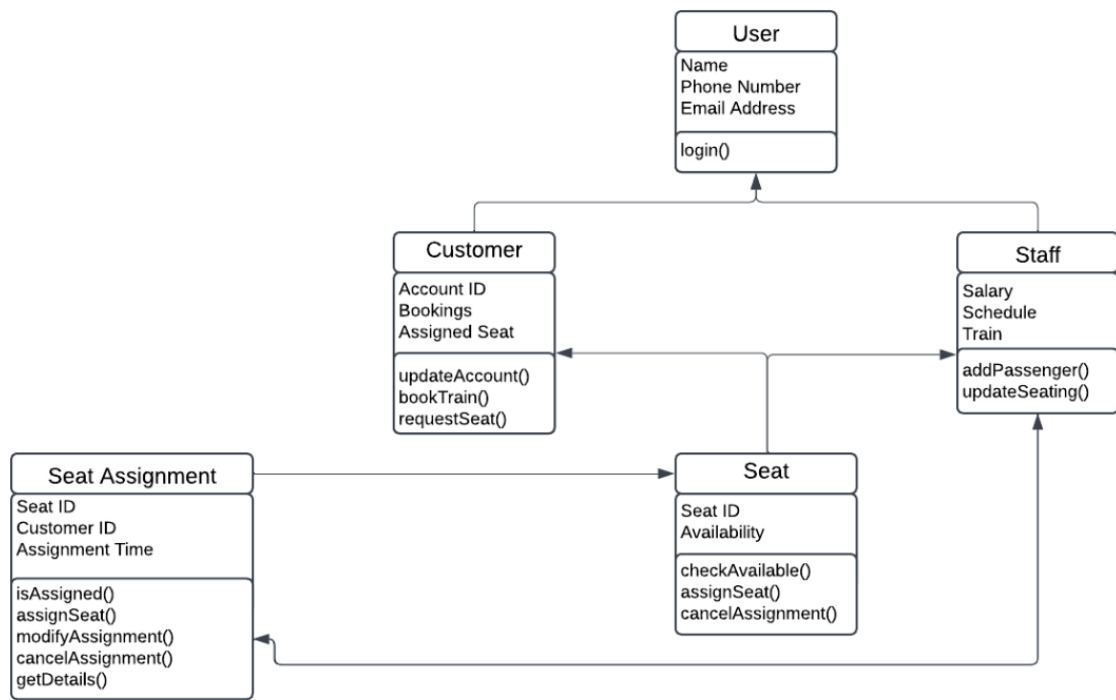 User
Name
Phone Number
Email Address
login()
Customer
Account ID
Bookings
Assigned Seat
updateAccount()
bookTrain()
requestSeat()
Staff
Salary
Schedule
Train
addPassenger()
updateSeating()
Seat Assignment
Seat ID
Customer ID
Assignment Time
isAssigned()
assignSeat()
modifyAssignment()
cancelAssignment()
getDetails()
Seat
Seat ID
Availability
checkAvailable()
assignSeat()
cancelAssignment()